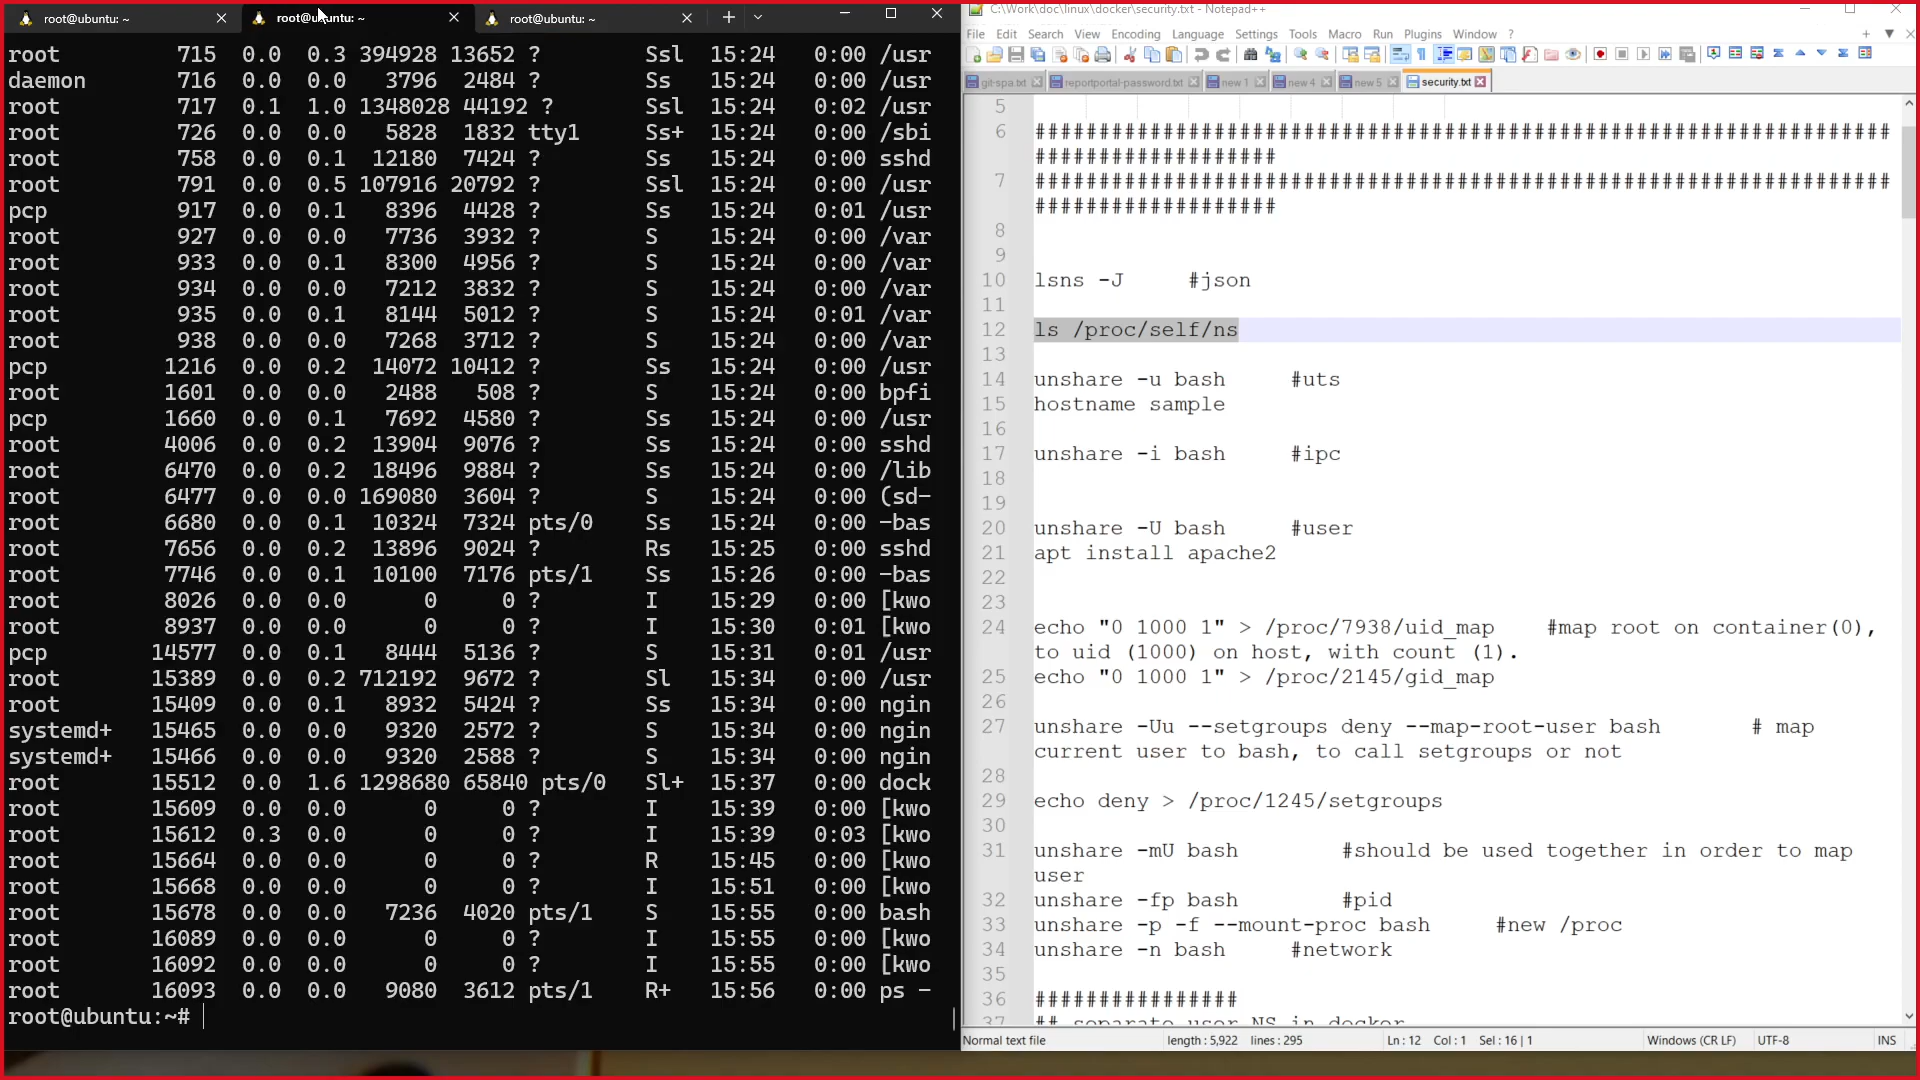 root@ubuntu: ~
root@ubuntu: ~
root@ubuntu: ~
root 715 0.0 0.3 394928 13652 ? Ssl 15:24 0:00 /usr
daemon 716 0.0 0.0 3796 2484 ? Ss 15:24 0:00 /usr
root 717 0.1 1.0 1348028 44192 ? Ssl 15:24 0:02 /usr
root 726 0.0 0.0 5828 1832 tty1 Ss+ 15:24 0:00 /sbi
root 758 0.0 0.1 12180 7424 ? Ss 15:24 0:00 sshd
root 791 0.0 0.5 107916 20792 ? Ssl 15:24 0:00 /usr
pcp 917 0.0 0.1 8396 4428 ? Ss 15:24 0:01 /usr
root 927 0.0 0.0 7736 3932 ? S 15:24 0:00 /var
root 933 0.0 0.1 8300 4956 ? S 15:24 0:00 /var
root 934 0.0 0.0 7212 3832 ? S 15:24 0:00 /var
root 935 0.0 0.1 8144 5012 ? S 15:24 0:01 /var
root 938 0.0 0.0 7268 3712 ? S 15:24 0:00 /var
pcp 1216 0.0 0.2 14072 10412 ? Ss 15:24 0:00 /usr
root 1601 0.0 0.0 2488 508 ? S 15:24 0:00 bpfi
pcp 1660 0.0 0.1 7692 4580 ? Ss 15:24 0:00 /usr
root 4006 0.0 0.2 13904 9076 ? Ss 15:24 0:00 sshd
root 6470 0.0 0.2 18496 9884 ? Ss 15:24 0:00 /lib
root 6477 0.0 0.0 169080 3604 ? S 15:24 0:00 (sd-
root 6680 0.0 0.1 10324 7324 pts/0 Ss 15:24 0:00 -bas
root 7656 0.0 0.2 13896 9024 ? Rs 15:25 0:00 sshd
root 7746 0.0 0.1 10100 7176 pts/1 Ss 15:26 0:00 -bas
root 8026 0.0 0.0 0 0 ? I 15:29 0:00 [kwo
root 8937 0.0 0.0 0 0 ? I 15:30 0:01 [kwo
pcp 14577 0.0 0.1 8444 5136 ? S 15:31 0:01 /usr
root 15389 0.0 0.2 712192 9672 ? Sl 15:34 0:00 /usr
root 15409 0.0 0.1 8932 5424 ? Ss 15:34 0:00 ngin
systemd+ 15465 0.0 0.0 9320 2572 ? S 15:34 0:00 ngin
systemd+ 15466 0.0 0.0 9320 2588 ? S 15:34 0:00 ngin
root 15512 0.0 1.6 1298680 65840 pts/0 Sl+ 15:37 0:00 dock
root 15609 0.0 0.0 0 0 ? I 15:39 0:00 [kwo
root 15612 0.3 0.0 0 0 ? I 15:39 0:03 [kwo
root 15664 0.0 0.0 0 0 ? R 15:45 0:00 [kwo
root 15668 0.0 0.0 0 0 ? I 15:51 0:00 [kwo
root 15678 0.0 0.0 7236 4020 pts/1 S 15:55 0:00 bash
root 16089 0.0 0.0 0 0 ? I 15:55 0:00 [kwo
root 16092 0.0 0.0 0 0 ? I 15:55 0:00 [kwo
root 16093 0.0 0.0 9080 3612 pts/1 R+ 15:56 0:00 ps -
root@ubuntu:~#
C:\Work\doc\linux\docker\security.txt - Notepad++
File Edit Search View Encoding Language Settings Tools Macro Run Plugins Window ?
git-spa.txt reportportal-password.txt new 1 new 4 new 5 security.txt
5
6 ###################################################################
###################
7 ###################################################################
###################
8
9
10 lsns -J #json
11
12 ls /proc/self/ns
13
14 unshare -u bash #uts
15 hostname sample
16
17 unshare -i bash #ipc
18
19
20 unshare -U bash #user
21 apt install apache2
22
23
24 echo "0 1000 1" > /proc/7938/uid_map #map root on container(0),
to uid (1000) on host, with count (1).
25 echo "0 1000 1" > /proc/2145/gid_map
26
27 unshare -Uu --setgroups deny --map-root-user bash # map
current user to bash, to call setgroups or not
28
29 echo deny > /proc/1245/setgroups
30
31 unshare -mU bash #should be used together in order to map
user
32 unshare -fp bash #pid
33 unshare -p -f --mount-proc bash #new /proc
34 unshare -n bash #network
35
36 ################
37 ## separate user NS in docker
Normal text file length : 5,922 lines : 295 Ln : 12 Col : 1 Sel : 16 | 1 Windows (CR LF) UTF-8 INS